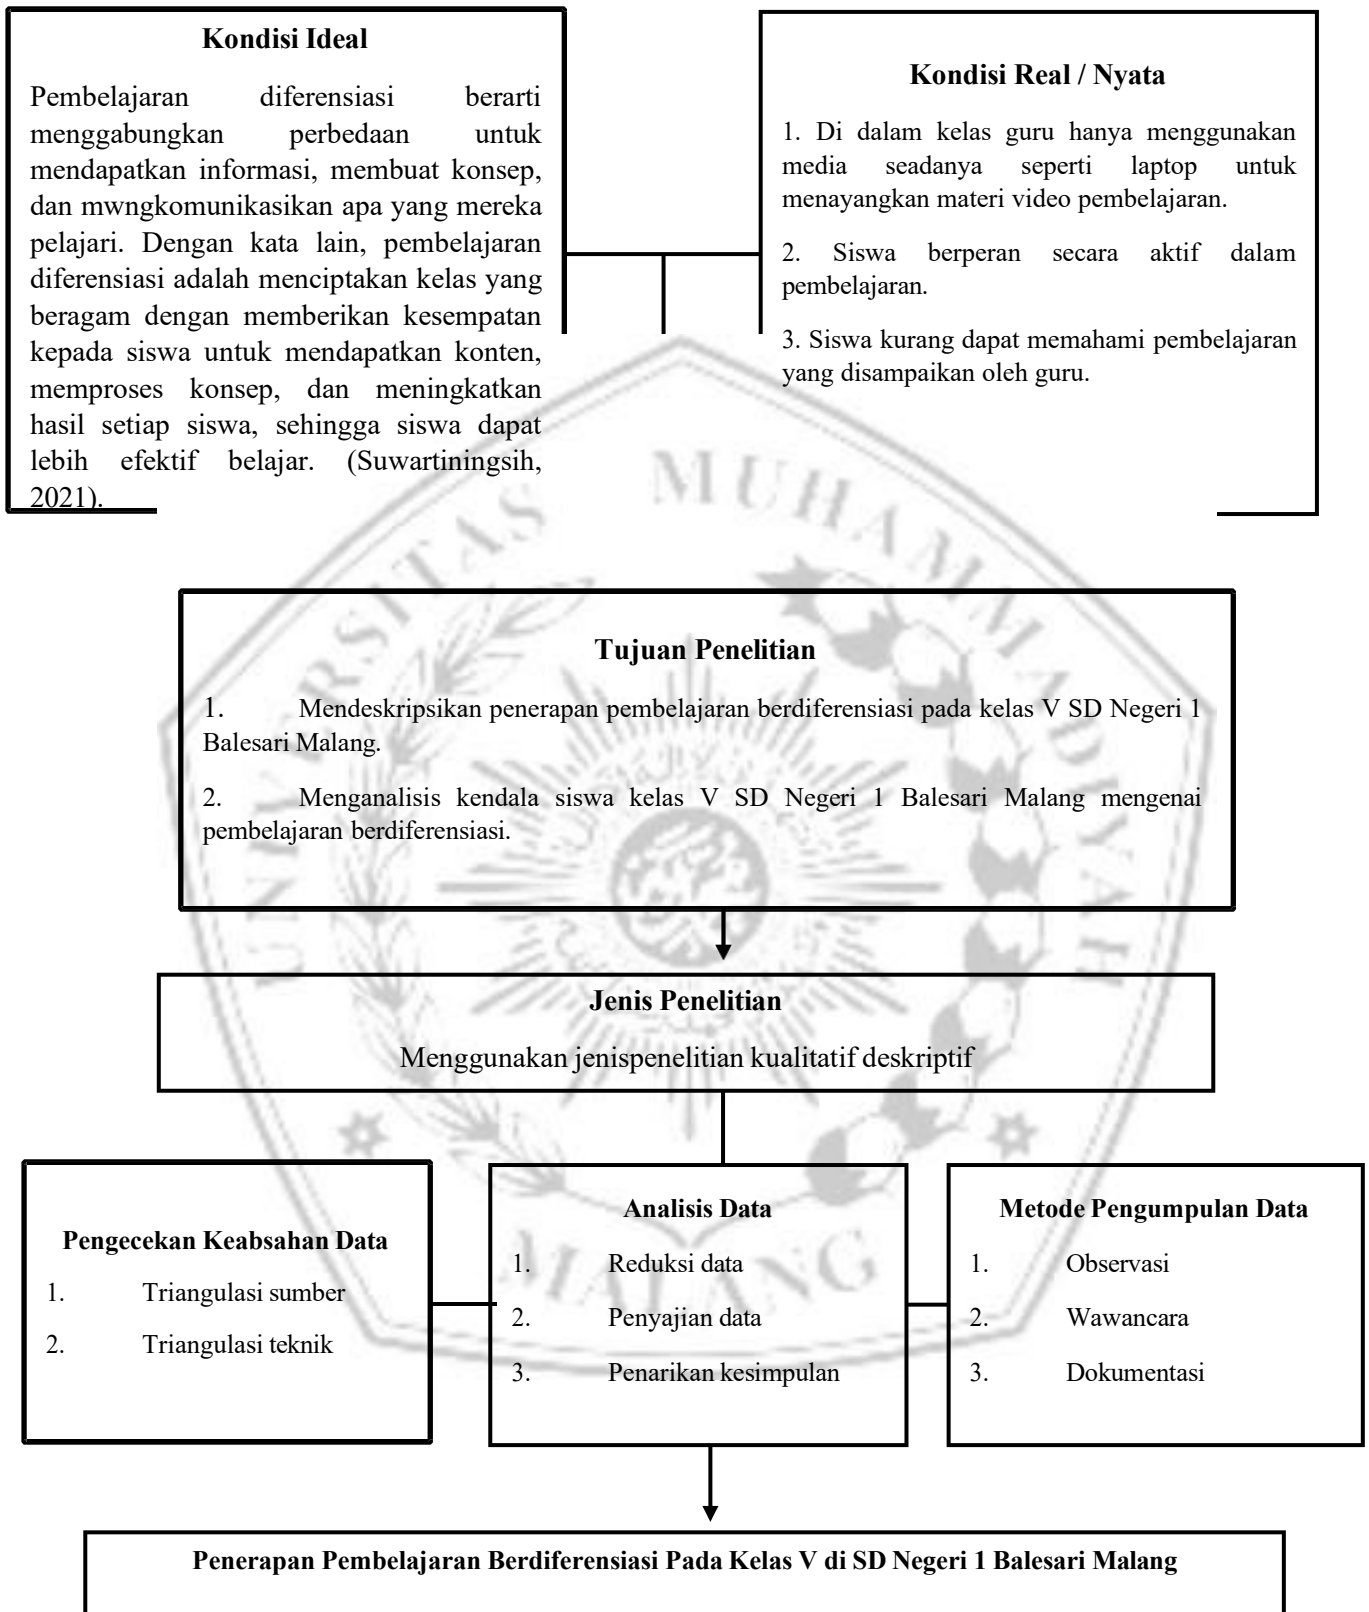 Kondisi Ideal
Pembelajaran diferensiasi berarti
menggabungkan perbedaan untuk
mendapatkan informasi, membuat konsep,
dan mwngkomunikasikan apa yang mereka
pelajari. Dengan kata lain, pembelajaran
diferensiasi adalah menciptakan kelas yang
beragam dengan memberikan kesempatan
kepada siswa untuk mendapatkan konten,
memproses konsep, dan meningkatkan
hasil setiap siswa, sehingga siswa dapat
lebih efektif belajar. (Suwartiningsih,
2021).
Kondisi Real / Nyata
1. Di dalam kelas guru hanya menggunakan
media seadanya seperti laptop untuk
menayangkan materi video pembelajaran.
2. Siswa berperan secara aktif dalam
pembelajaran.
3. Siswa kurang dapat memahami pembelajaran
yang disampaikan oleh guru.
UNIVERSITAS MUHAMMADIYAH
MALANG
Tujuan Penelitian
1. Mendeskripsikan penerapan pembelajaran berdiferensiasi pada kelas V SD Negeri 1
Balesari Malang.
2. Menganalisis kendala siswa kelas V SD Negeri 1 Balesari Malang mengenai
pembelajaran berdiferensiasi.
Jenis Penelitian
Menggunakan jenispenelitian kualitatif deskriptif
Pengecekan Keabsahan Data
1. Triangulasi sumber
2. Triangulasi teknik
Analisis Data
1. Reduksi data
2. Penyajian data
3. Penarikan kesimpulan
Metode Pengumpulan Data
1. Observasi
2. Wawancara
3. Dokumentasi
Penerapan Pembelajaran Berdiferensiasi Pada Kelas V di SD Negeri 1 Balesari Malang